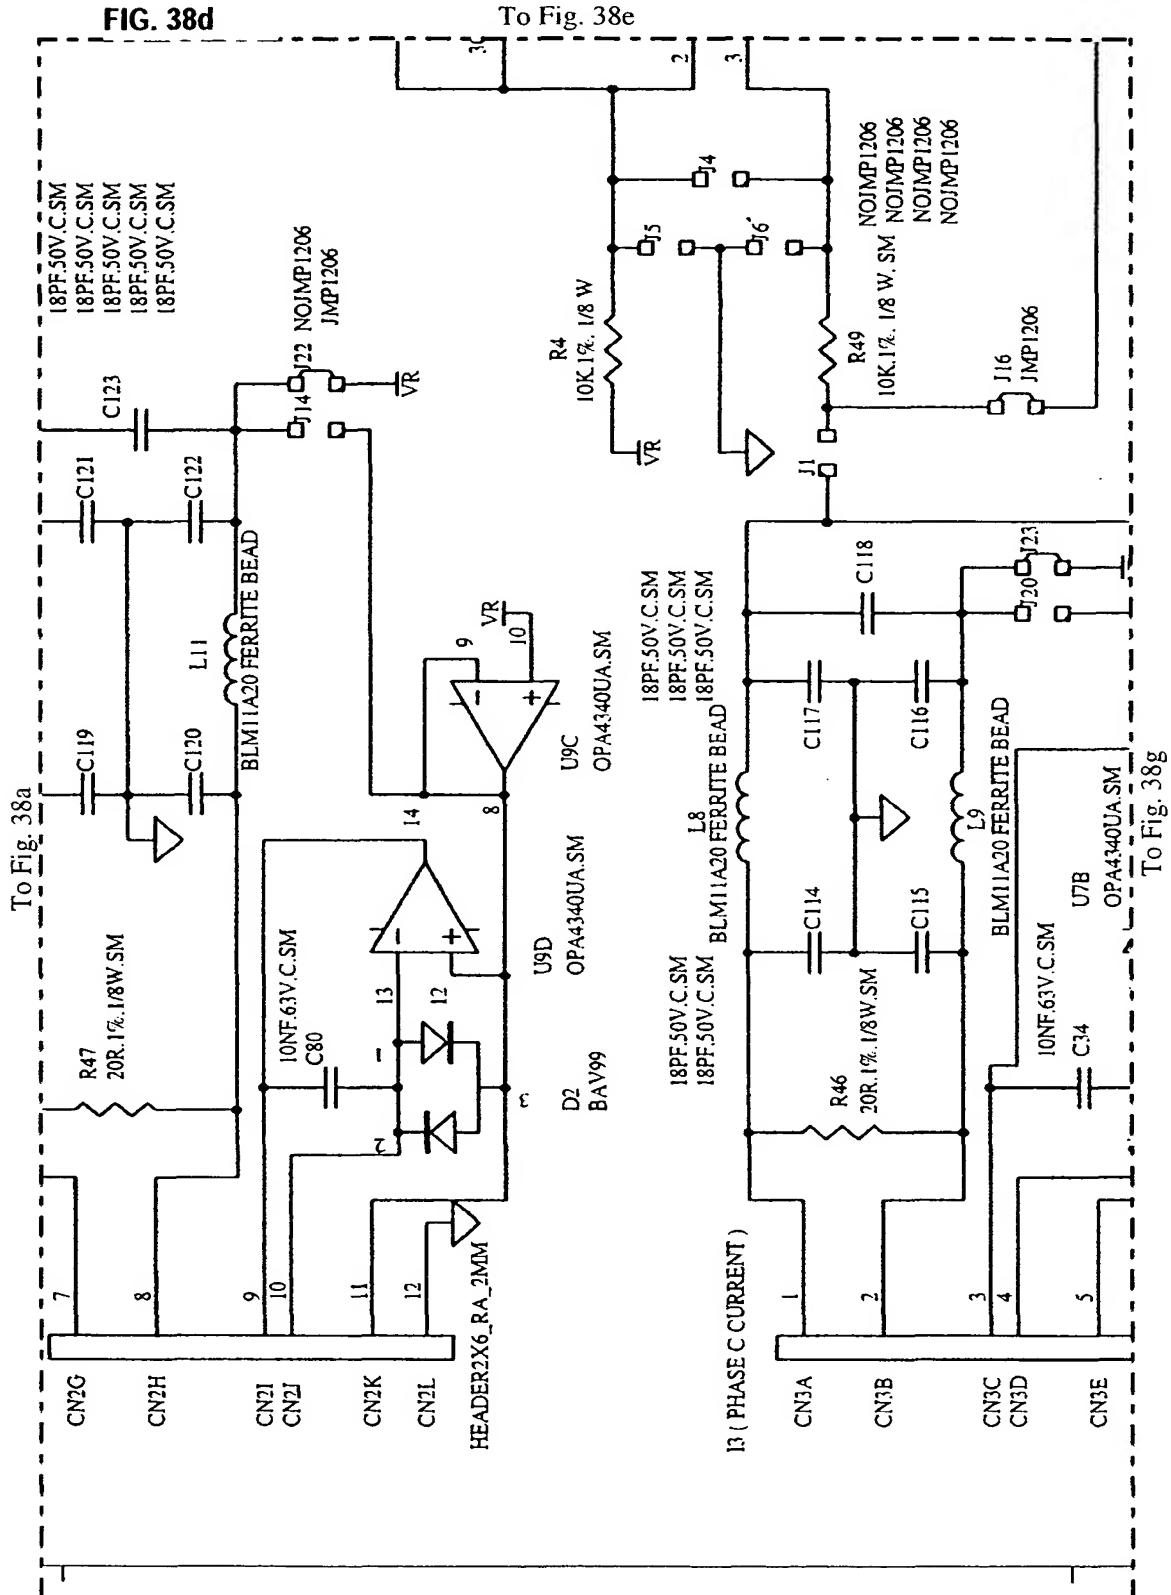 FIG. 38d
To Fig. 38e
To Fig. 38a
To Fig. 38g
18PF.50V.C.SM
18PF.50V.C.SM
18PF.50V.C.SM
18PF.50V.C.SM
18PF.50V.C.SM
C123
C121
C122
C119
C120
J22 NOJMP1206
J14 JMP1206
VR
L11
BLM11A20 FERRITE BEAD
R47
20R.1%.1/8W.SM
7
8
9
10
11
12
CN2G
CN2H
CN2I
CN2J
CN2K
CN2L
HEADER2X6_RA_2MM
10NF.63V.C.SM
C80
14
13
12
U9D
OPA4340UA.SM
9
10
8
VR
U9C
OPA4340UA.SM
2
3
D2
BAV99
2
3
J4
J5
J6
NOJMP1206
NOJMP1206
NOJMP1206
NOJMP1206
R4
10K.1%. 1/8 W
VR
R49
10K.1%. 1/8 W. SM
J16
JMP1206
J1
J23
J20
18PF.50V.C.SM
18PF.50V.C.SM
18PF.50V.C.SM
C118
C117
C116
L8
BLM11A20 FERRITE BEAD
L9
BLM11A20 FERRITE BEAD
C114
C115
18PF.50V.C.SM
18PF.50V.C.SM
R46
20R.1%.1/8W.SM
10NF.63V.C.SM
C34
U7B
OPA4340UA.SM
I3 ( PHASE C CURRENT )
1
2
3
4
5
CN3A
CN3B
CN3C
CN3D
CN3E